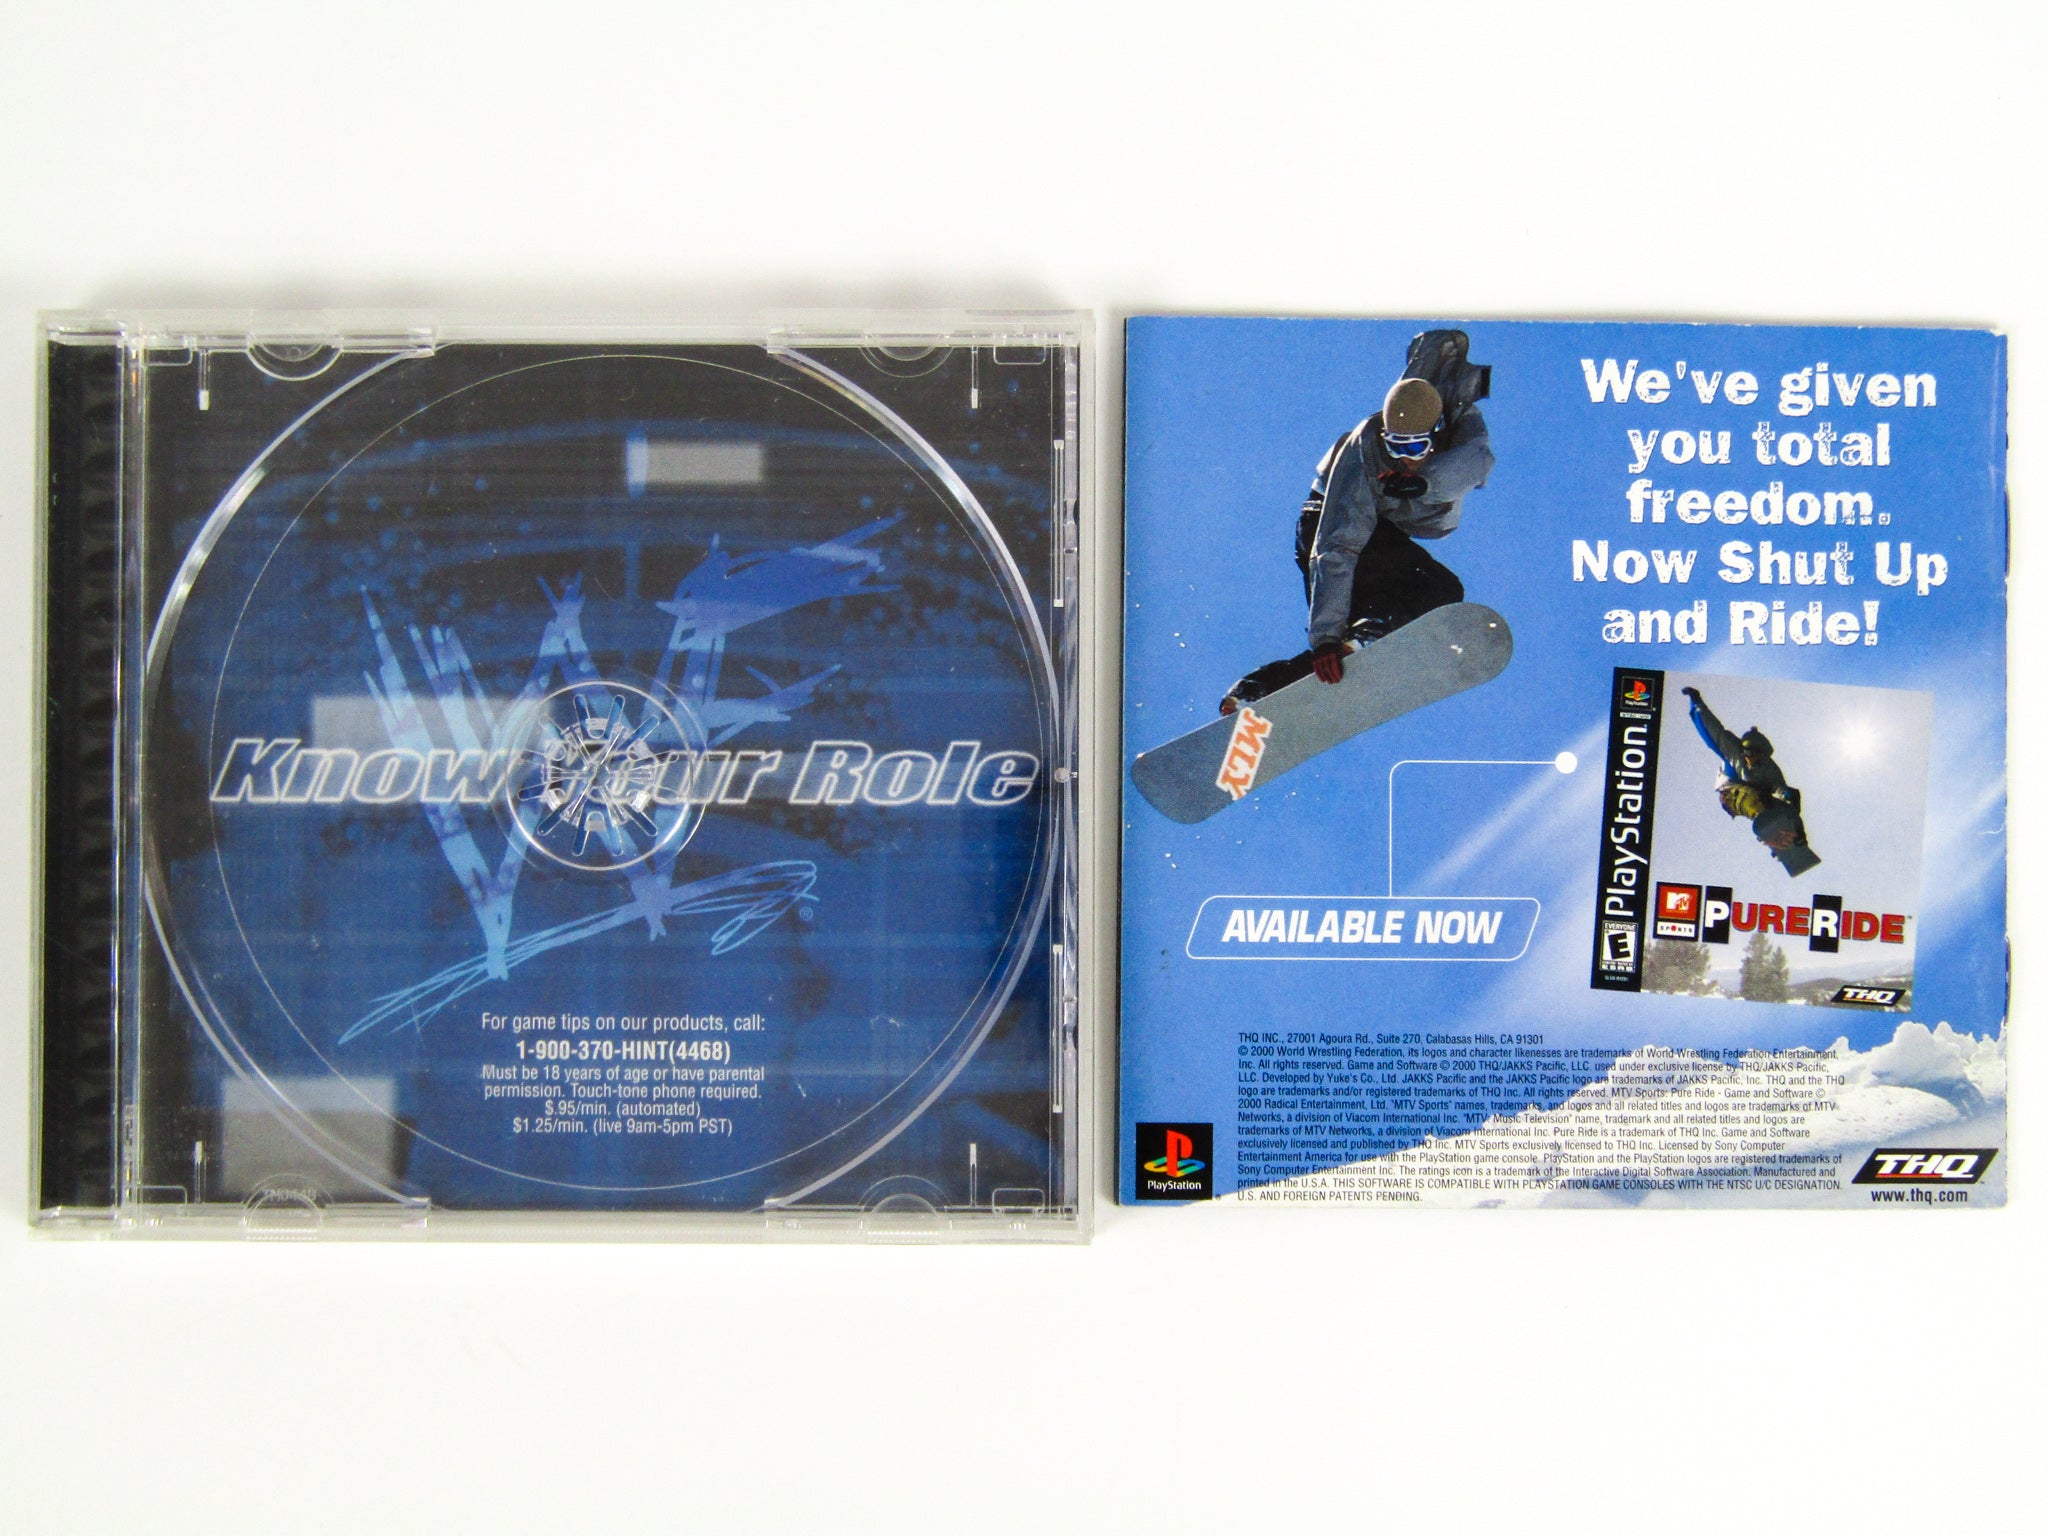 Know Your Role
®
For game tips on our products, call:
1-900-370-HINT(4468)
Must be 18 years of age or have parental
permission. Touch-tone phone required.
$.95/min. (automated)
$1.25/min. (live 9am-5pm PST)
We've given
you total
freedom.
Now Shut Up
and Ride!
MLY
AVAILABLE NOW
PlayStation
PlayStation
EVERYONE
E
ESRB
MTV
SPORTS
PURERIDE
THQ
THQ INC., 27001 Agoura Rd., Suite 270, Calabasas Hills, CA 91301
© 2000 World Wrestling Federation, its logos and character likenesses are trademarks of World Wrestling Federation Entertainment,
Inc. All rights reserved. Game and Software © 2000 THQ/JAKKS Pacific, LLC. used under exclusive license by THQ/JAKKS Pacific,
LLC. Developed by Yuke's Co., Ltd. JAKKS Pacific and the JAKKS Pacific logo are trademarks of JAKKS Pacific, Inc. THQ and the THQ
logo are trademarks and/or registered trademarks of THQ Inc. All rights reserved. MTV Sports: Pure Ride - Game and Software ©
2000 Radical Entertainment, Ltd. "MTV Sports" names, trademarks, and logos and all related titles and logos are trademarks of MTV
Networks, a division of Viacom International Inc. "MTV: Music Television" name, trademark and all related titles and logos are
trademarks of MTV Networks, a division of Viacom International Inc. Pure Ride is a trademark of THQ Inc. Game and Software
exclusively licensed and published by THQ Inc. MTV Sports exclusively licensed to THQ Inc. Licensed by Sony Computer
Entertainment America for use with the PlayStation game console. PlayStation and the PlayStation logos are registered trademarks of
Sony Computer Entertainment Inc. The ratings icon is a trademark of the Interactive Digital Software Association. Manufactured and
printed in the U.S.A. THIS SOFTWARE IS COMPATIBLE WITH PLAYSTATION GAME CONSOLES WITH THE NTSC U/C DESIGNATION.
U.S. AND FOREIGN PATENTS PENDING.
PlayStation
THQ
www.thq.com